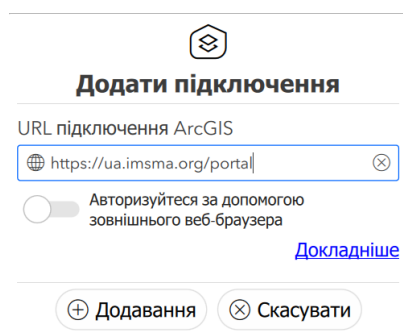 Додати підключення
URL підключення ArcGIS
https://ua.imsma.org/portal
Авторизуйтеся за допомогою
зовнішнього веб-браузера
Докладніше
Додавання Скасувати